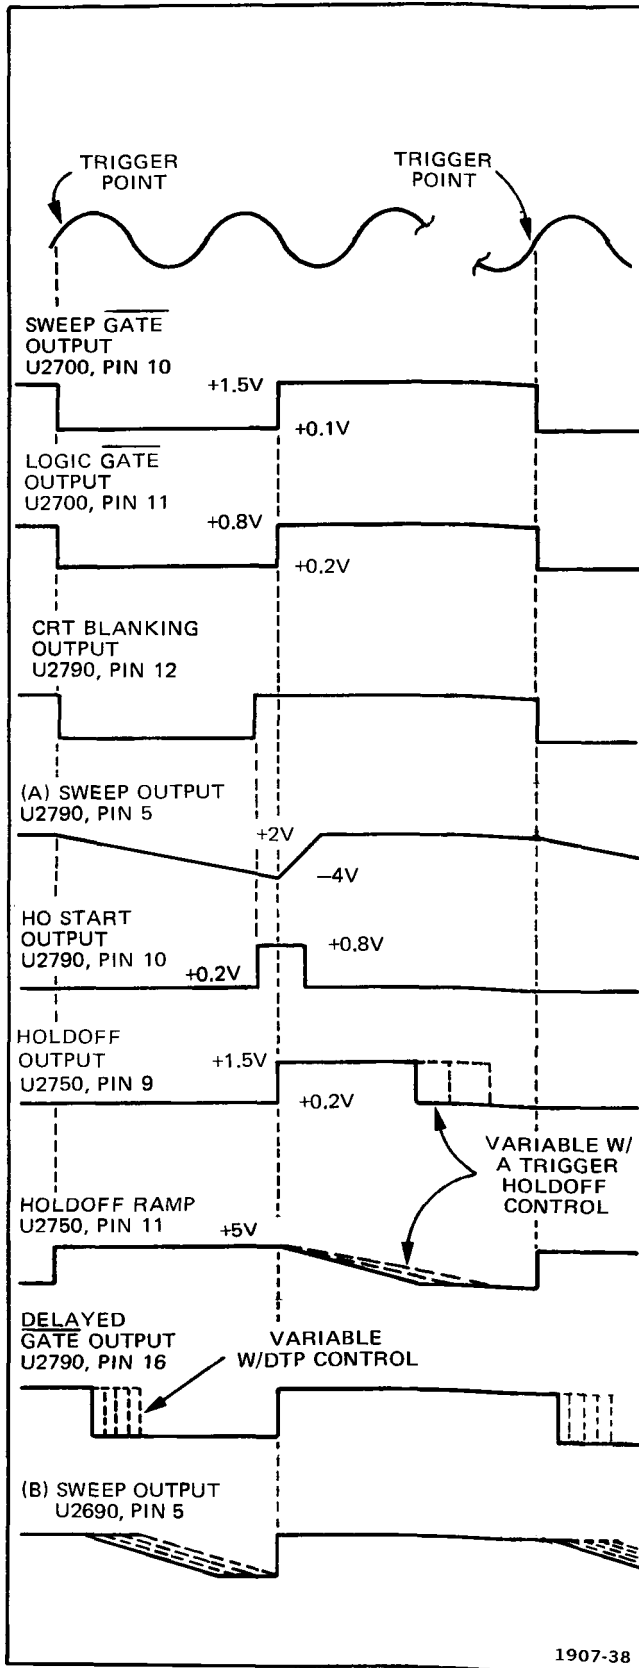 TRIGGER
POINT
TRIGGER
POINT
SWEEP GATE
OUTPUT
U2700, PIN 10
+1.5V
+0.1V
LOGIC GATE
OUTPUT
U2700, PIN 11
+0.8V
+0.2V
CRT BLANKING
OUTPUT
U2790, PIN 12
(A) SWEEP OUTPUT
U2790, PIN 5
+2V
−4V
HO START
OUTPUT
U2790, PIN 10
+0.8V
+0.2V
HOLDOFF
OUTPUT
U2750, PIN 9
+1.5V
+0.2V
VARIABLE W/
A TRIGGER
HOLDOFF
CONTROL
HOLDOFF RAMP
U2750, PIN 11
+5V
DELAYED
GATE OUTPUT
U2790, PIN 16
VARIABLE
W/DTP CONTROL
(B) SWEEP OUTPUT
U2690, PIN 5
1907-38